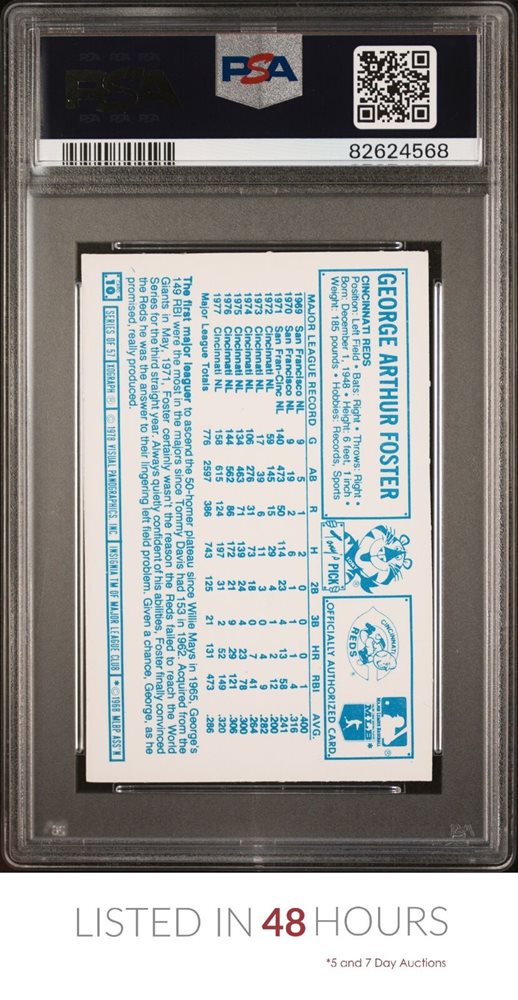 PSA
PSA
82624568
GEORGE ARTHUR FOSTER
CINCINNATI REDS
Position: Left Field • Bats: Right • Throws: Right •
Born: December 1, 1948 • Height: 6 feet, 1 inch •
Weight: 185 pounds • Hobbies: Records, Sports
Tony's PICK
CINCINNATI REDS
MAJOR LEAGUE BASEBALL
OFFICIALLY AUTHORIZED CARD
MAJOR LEAGUE RECORD G AB R H 2B 3B HR RBI AVG.
1969 San Francisco NL 9 5 1 2 0 0 0 1 .400
1970 San Francisco NL 9 19 2 6 1 1 1 4 .316
1971 San Fran-Cinc NL 140 473 50 114 23 4 13 58 .241
1972 Cincinnati NL 59 145 15 29 4 1 2 12 .200
1973 Cincinnati NL 17 39 6 11 3 0 4 9 .282
1974 Cincinnati NL 106 276 31 73 18 0 7 41 .264
1975 Cincinnati NL 134 463 71 139 24 4 23 78 .300
1976 Cincinnati NL 144 562 86 172 21 9 29 121 .306
1977 Cincinnati NL 158 615 124 197 31 2 52 149 .320
Major League Totals 776 2597 386 743 125 21 131 473 .286
The first major leaguer to ascend the 50-homer plateau since Willie Mays in 1965, George's
149 RBI were the most in the majors since Tommy Davis had 153 in 1962. Acquired from the
Giants in May, 1971, Foster certainly wasn't the reason the Reds failed to reach the World
Series for the third straight year. Always quietly confident of his abilities, Foster finally convinced
the Reds he was the answer to their lingering left field problem. Given a chance, George, as he
promised, really produced.
10 SERIES OF 57 XOGRAPH ® © 1978 VISUAL PANOGRAPHICS, INC INSIGNIA TM OF MAJOR LEAGUE CLUB * ©1968 MLBP ASS'N
LISTED IN 48 HOURS
*5 and 7 Day Auctions